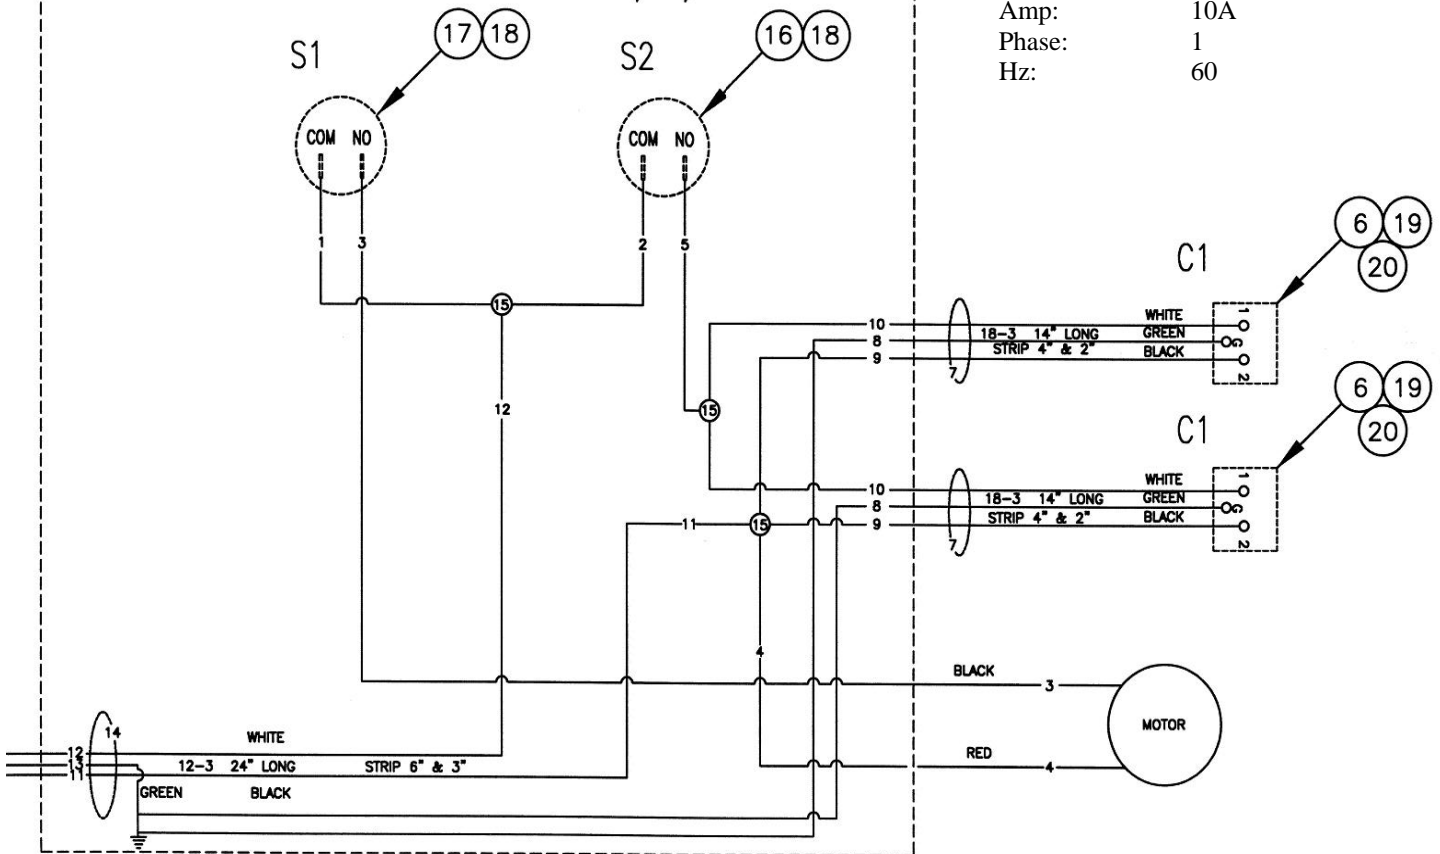 Amp: 10A
Phase: 1
Hz: 60
S1
17 18
S2
16 18
COM NO
COM NO
1 3
2 5
6 19
20
C1
15
10
8
9
7
18-3 14" LONG
STRIP 4" & 2"
WHITE
GREEN
BLACK
1
G
2
12
15
6 19
20
C1
10
8
9
7
18-3 14" LONG
STRIP 4" & 2"
WHITE
GREEN
BLACK
1
G
2
11
15
4
BLACK
3
MOTOR
RED
4
14
WHITE
12
13
11
12-3 24" LONG STRIP 6" & 3"
GREEN BLACK